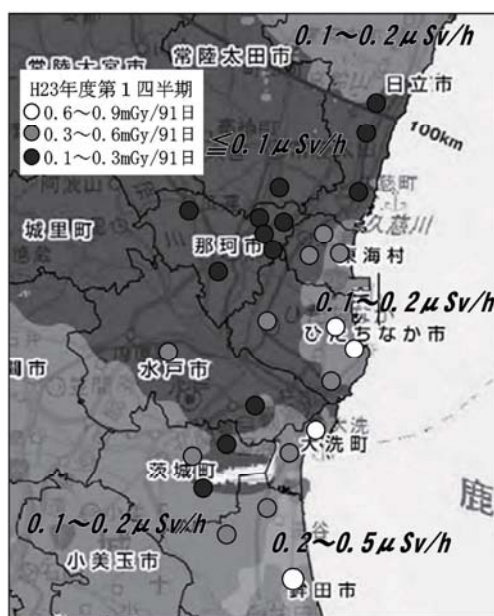 0.1～0.2μSv/h
常陸太田市
常陸大宮市
日立市
H23年度第1四半期
0.6～0.9mGy/91日
0.3～0.6mGy/91日
0.1～0.3mGy/91日
≦0.1μSv/h
100km
阿波山
久慈川
城里町
那珂市
東海村
0.1～0.2μSv/h
ひたちなか市
水戸市
大洗
大洗町
茨城町
鹿
0.1～0.2μSv/h
0.2～0.5μSv/h
小美玉市
鉾田市